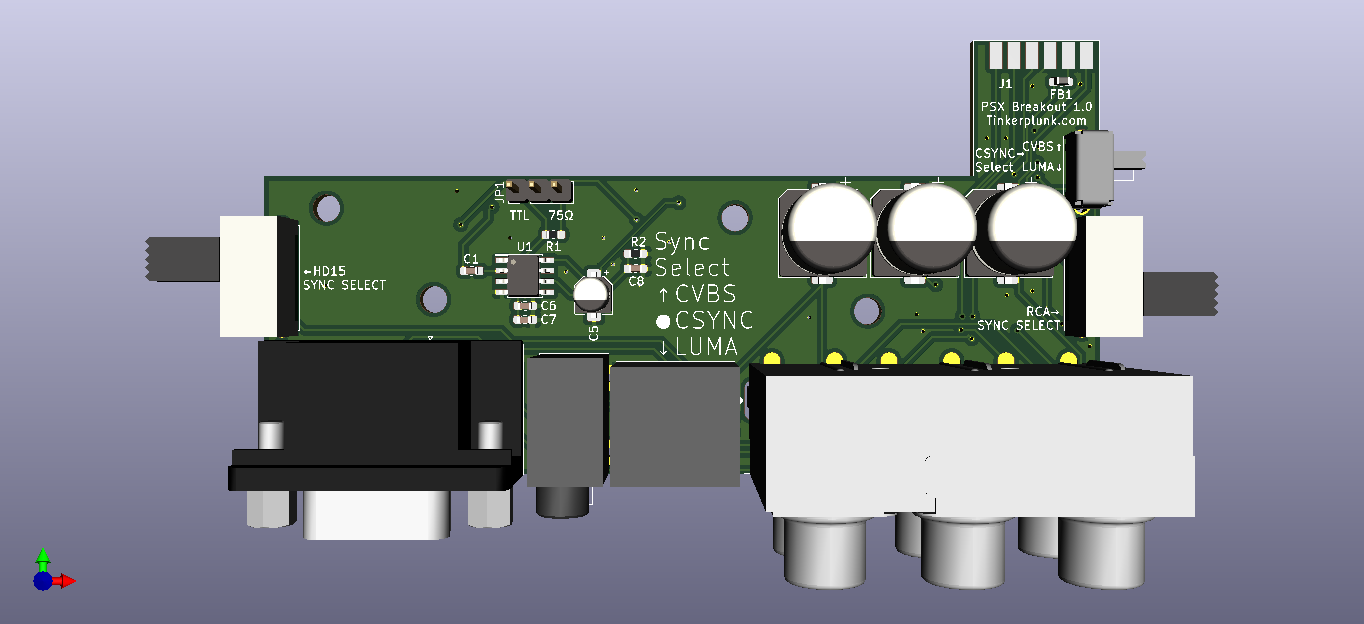 J1
FB1
PSX Breakout 1.0
Tinkerplunk.com
CVBS↑
CSYNC→
Select LUMA↓
JP1
TTL 75Ω
R1
U1
C1
C6
C7
C5
R2
C8
Sync
Select
↑CVBS
●CSYNC
↓LUMA
←HD15
SYNC SELECT
RCA→
SYNC SELECT